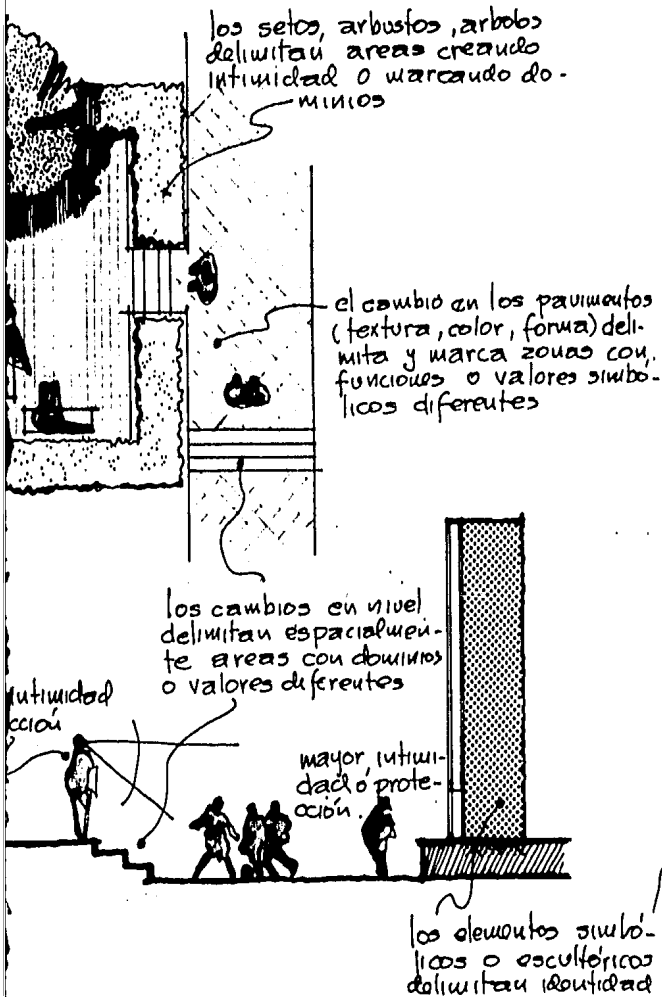 los setos, arbustos, arboles
delimitan areas creando
intimidad o marcando do-
minios
el cambio en los pavimentos
(textura, color, forma) deli-
mita y marca zonas con
funciones o valores simbó-
licos diferentes
los cambios en nivel
delimitan espacialmen-
te areas con dominios
o valores diferentes
intimidad
cción
mayor intimi-
dad o prote-
cción.
los elementos simbó-
licos o escultóricos
delimitan identidad